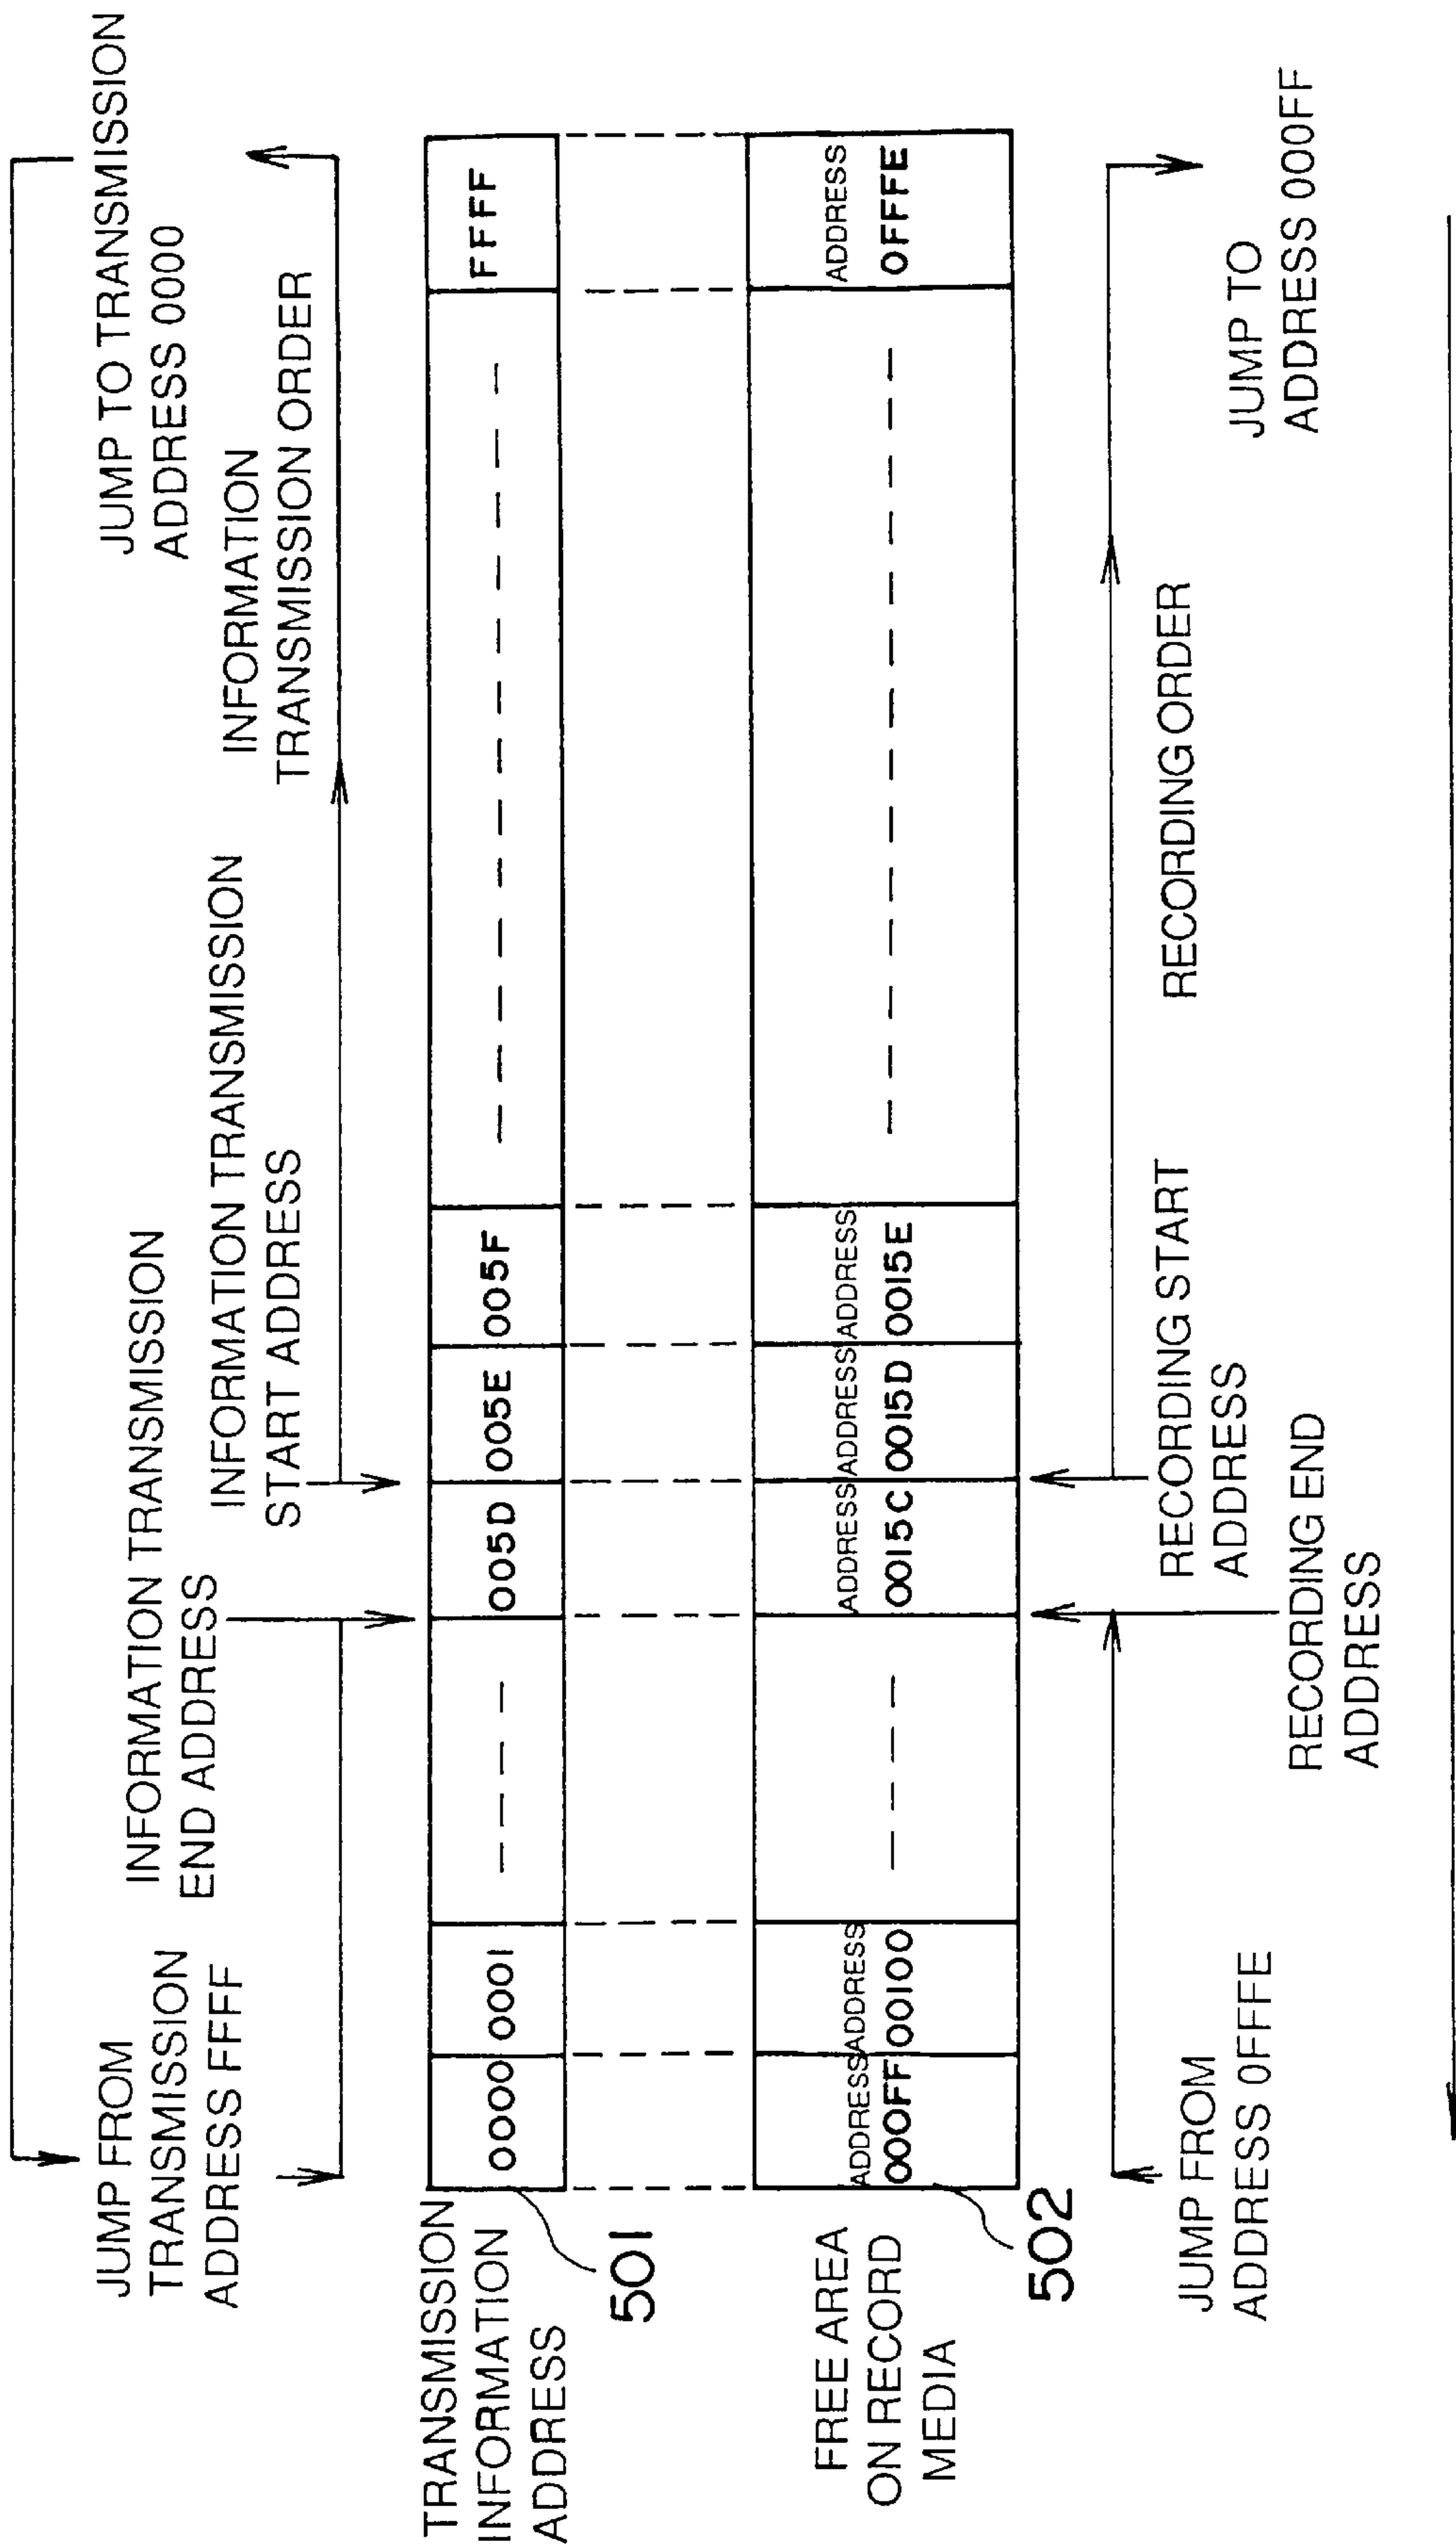 JUMP FROM
TRANSMISSION
ADDRESS FFFF
INFORMATION TRANSMISSION
END ADDRESS
INFORMATION TRANSMISSION
START ADDRESS
INFORMATION
TRANSMISSION ORDER
JUMP TO TRANSMISSION
ADDRESS 0000
TRANSMISSION
INFORMATION
ADDRESS
501
0000 0001 005D 005E 005F FFFF
FREE AREA
ON RECORD
MEDIA
502
ADDRESS ADDRESS ADDRESS ADDRESS ADDRESS ADDRESS
000FF 00100 0015C 0015D 0015E 0FFFE
JUMP FROM
ADDRESS 0FFFE
RECORDING END
ADDRESS
RECORDING START
ADDRESS
RECORDING ORDER
JUMP TO
ADDRESS 000FF